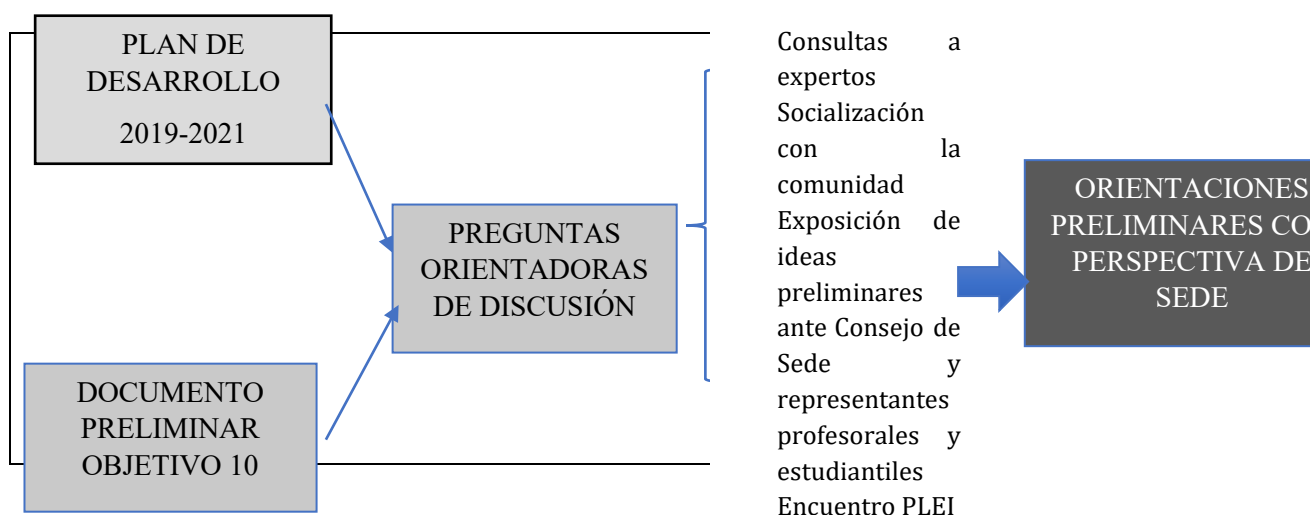 PLAN DE
DESARROLLO
2019-2021
DOCUMENTO
PRELIMINAR
OBJETIVO 10
PREGUNTAS
ORIENTADORAS
DE DISCUSIÓN
Consultas a
expertos
Socialización
con la
comunidad
Exposición de
ideas
preliminares
ante Consejo de
Sede y
representantes
profesorales y
estudiantiles
Encuentro PLEI
ORIENTACIONES
PRELIMINARES CO
PERSPECTIVA DE
SEDE